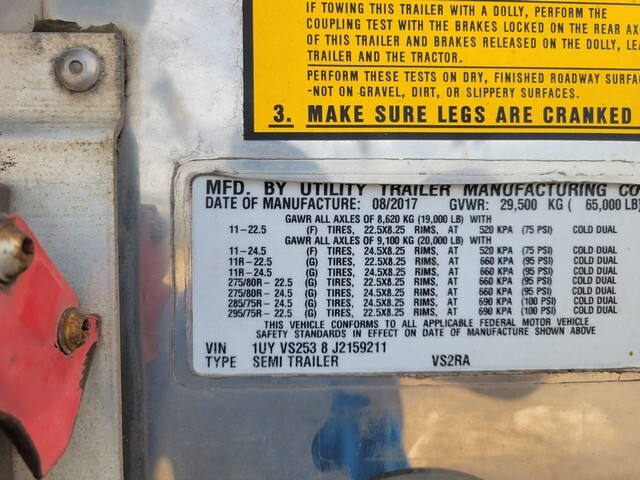 IF TOWING THIS TRAILER WITH A DOLLY, PERFORM THE
COUPLING TEST WITH THE BRAKES LOCKED ON THE REAR
OF THIS TRAILER AND BRAKES RELEASED ON THE DOLLY,
TRAILER AND THE TRACTOR.
PERFORM THESE TESTS ON DRY, FINISHED ROADWAY
-NOT ON GRAVEL, DIRT, OR SLIPPERY SURFACES.
3. MAKE SURE LEGS ARE CRANKED
MFD. BY UTILITY TRAILER MANUFACTURING CO
DATE OF MANUFACTURE: 08/2017 GVWR: 29,500 KG ( 65,000 LB)
GAWR ALL AXLES OF 8,620 KG (19,000 LB) WITH
11-22.5 (F) TIRES, 22.5X8.25 RIMS, AT 520 KPA (75 PSI) COLD DUAL
GAWR ALL AXLES OF 9,100 KG (20,000 LB) WITH
11-24.5 (F) TIRES, 24.5X8.25 RIMS, AT 520 KPA (75 PSI) COLD DUAL
11R-22.5 (G) TIRES, 22.5X8.25 RIMS, AT 660 KPA (95 PSI) COLD DUAL
11R-24.5 (G) TIRES, 24.5X8.25 RIMS, AT 660 KPA (95 PSI) COLD DUAL
275/80R- 22.5 (G) TIRES, 22.5X8.25 RIMS, AT 660 KPA (95 PSI) COLD DUAL
275/80R- 24.5 (G) TIRES, 24.5X8.25 RIMS, AT 660 KPA (95 PSI) COLD DUAL
285/75R- 24.5 (G) TIRES, 24.5X8.25 RIMS, AT 690 KPA (100 PSI) COLD DUAL
295/75R- 22.5 (G) TIRES, 22.5X8.25 RIMS, AT 690 KPA (100 PSI) COLD DUAL
THIS VEHICLE CONFORMS TO ALL APPLICABLE FEDERAL MOTOR VEHICLE
SAFETY STANDARDS IN EFFECT ON DATE OF MANUFACTURE SHOWN ABOVE
VIN 1UY VS253 8 J2159211
TYPE SEMI TRAILER VS2RA